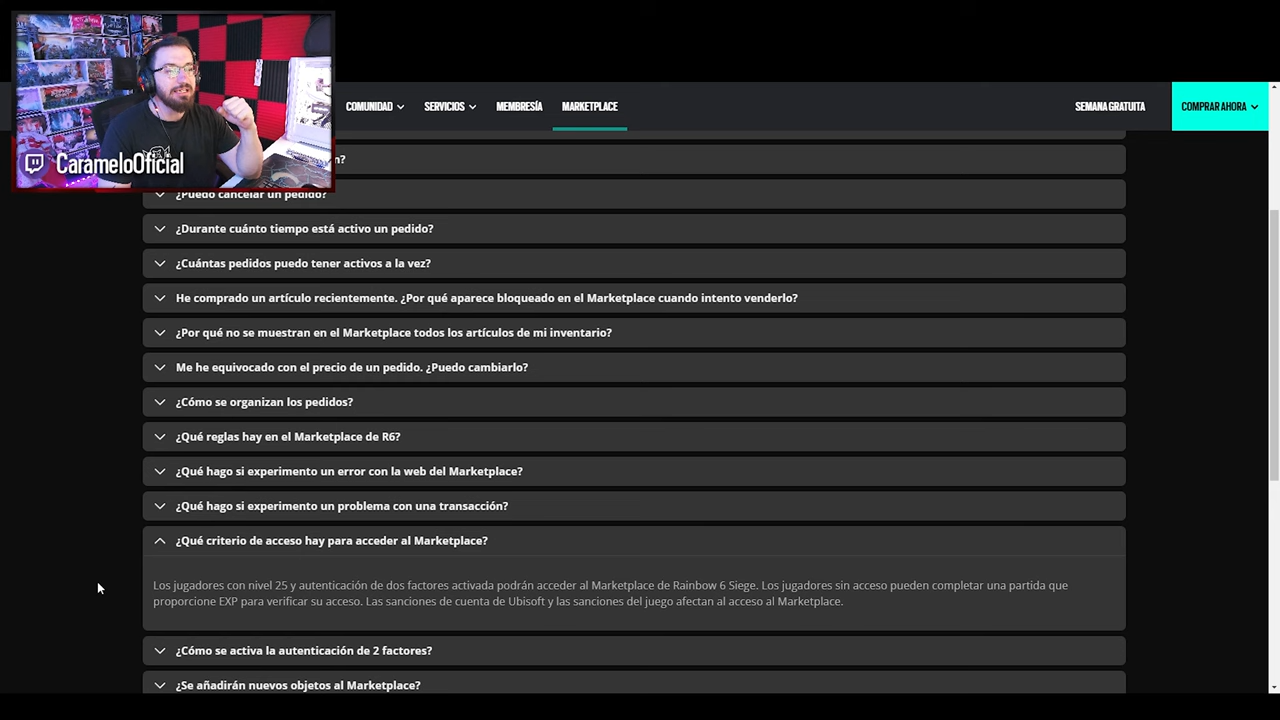 CarameloOficial
COMUNIDAD
SERVICIOS
MEMBRESÍA
MARKETPLACE
SEMANA GRATUITA
COMPRAR AHORA
¿Puedo cancelar un pedido?
¿Durante cuánto tiempo está activo un pedido?
¿Cuántas pedidos puedo tener activos a la vez?
He comprado un artículo recientemente. ¿Por qué aparece bloqueado en el Marketplace cuando intento venderlo?
¿Por qué no se muestran en el Marketplace todos los artículos de mi inventario?
Me he equivocado con el precio de un pedido. ¿Puedo cambiarlo?
¿Cómo se organizan los pedidos?
¿Qué reglas hay en el Marketplace de R6?
¿Qué hago si experimento un error con la web del Marketplace?
¿Qué hago si experimento un problema con una transacción?
¿Qué criterio de acceso hay para acceder al Marketplace?
Los jugadores con nivel 25 y autenticación de dos factores activada podrán acceder al Marketplace de Rainbow 6 Siege. Los jugadores sin acceso pueden completar una partida que
proporcione EXP para verificar su acceso. Las sanciones de cuenta de Ubisoft y las sanciones del juego afectan al acceso al Marketplace.
¿Cómo se activa la autenticación de 2 factores?
¿Se añadirán nuevos objetos al Marketplace?